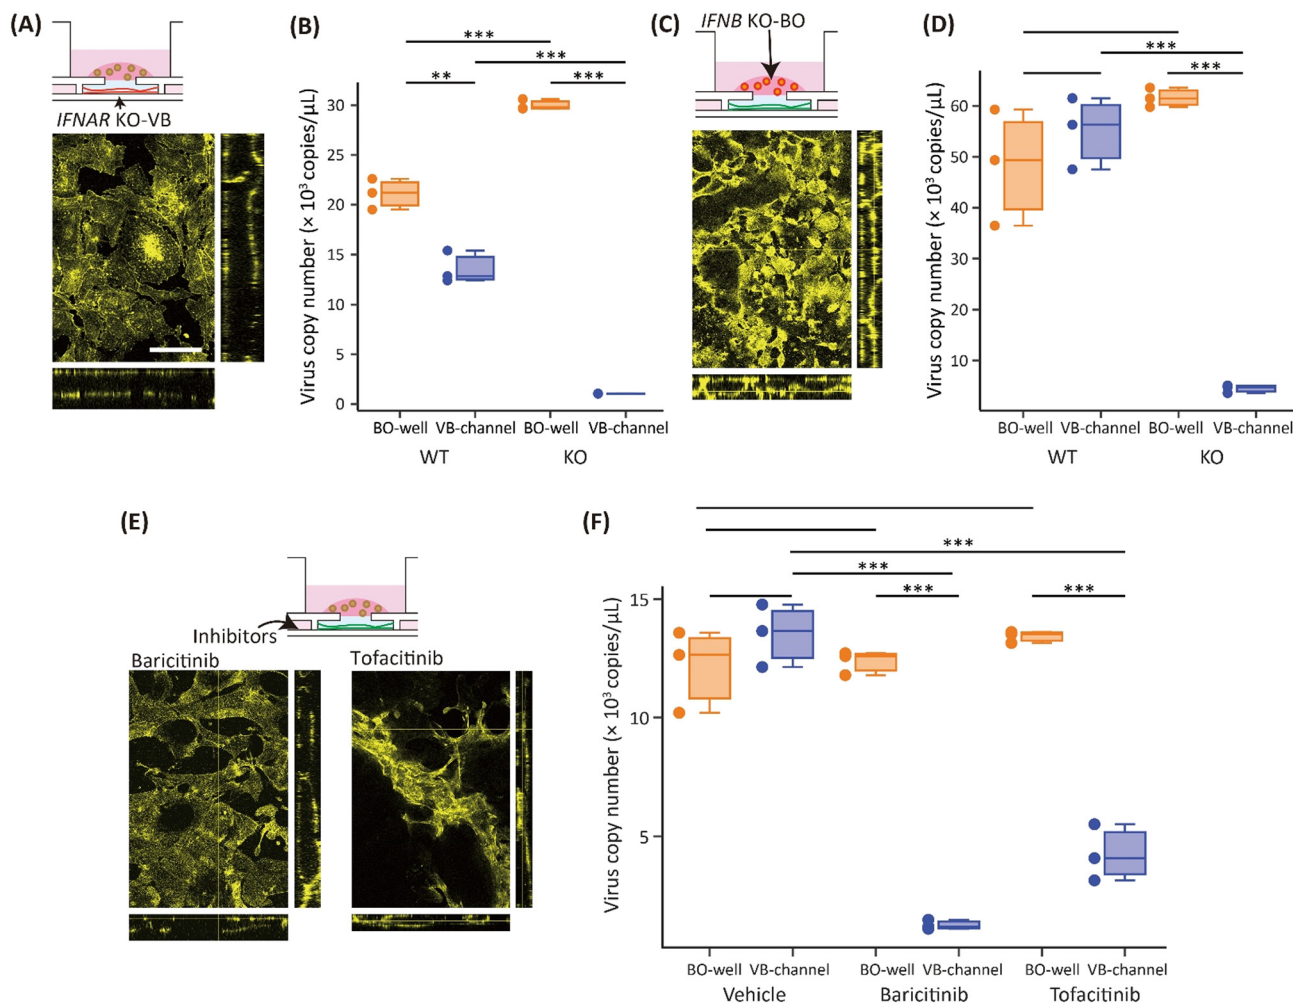 (A)
IFNAR KO-VB
(B)
***
***
**
***
Virus copy number (× 10³ copies/µL)
30
25
20
15
10
5
0
BO-well VB-channel BO-well VB-channel
WT KO
(C)
IFNB KO-BO
(D)
***
***
Virus copy number (× 10³ copies/µL)
60
50
40
30
20
10
BO-well VB-channel BO-well VB-channel
WT KO
(E)
Inhibitors
Baricitinib Tofacitinib
(F)
***
***
*** ***
Virus copy number (× 10³ copies/µL)
15
10
5
BO-well VB-channel BO-well VB-channel BO-well VB-channel
Vehicle Baricitinib Tofacitinib